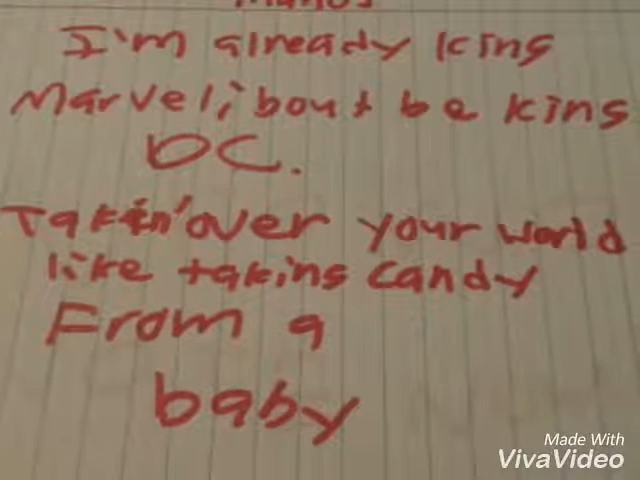 I'm already king
Marvel; bout be king
DC.
Takin' over your world
like taking candy
From a
baby
Made With
VivaVideo